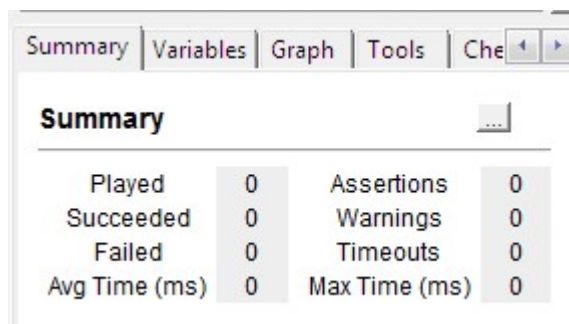 Summary Variables Graph Tools Che
Summary ...
Played 0 Assertions 0
Succeeded 0 Warnings 0
Failed 0 Timeouts 0
Avg Time (ms) 0 Max Time (ms) 0